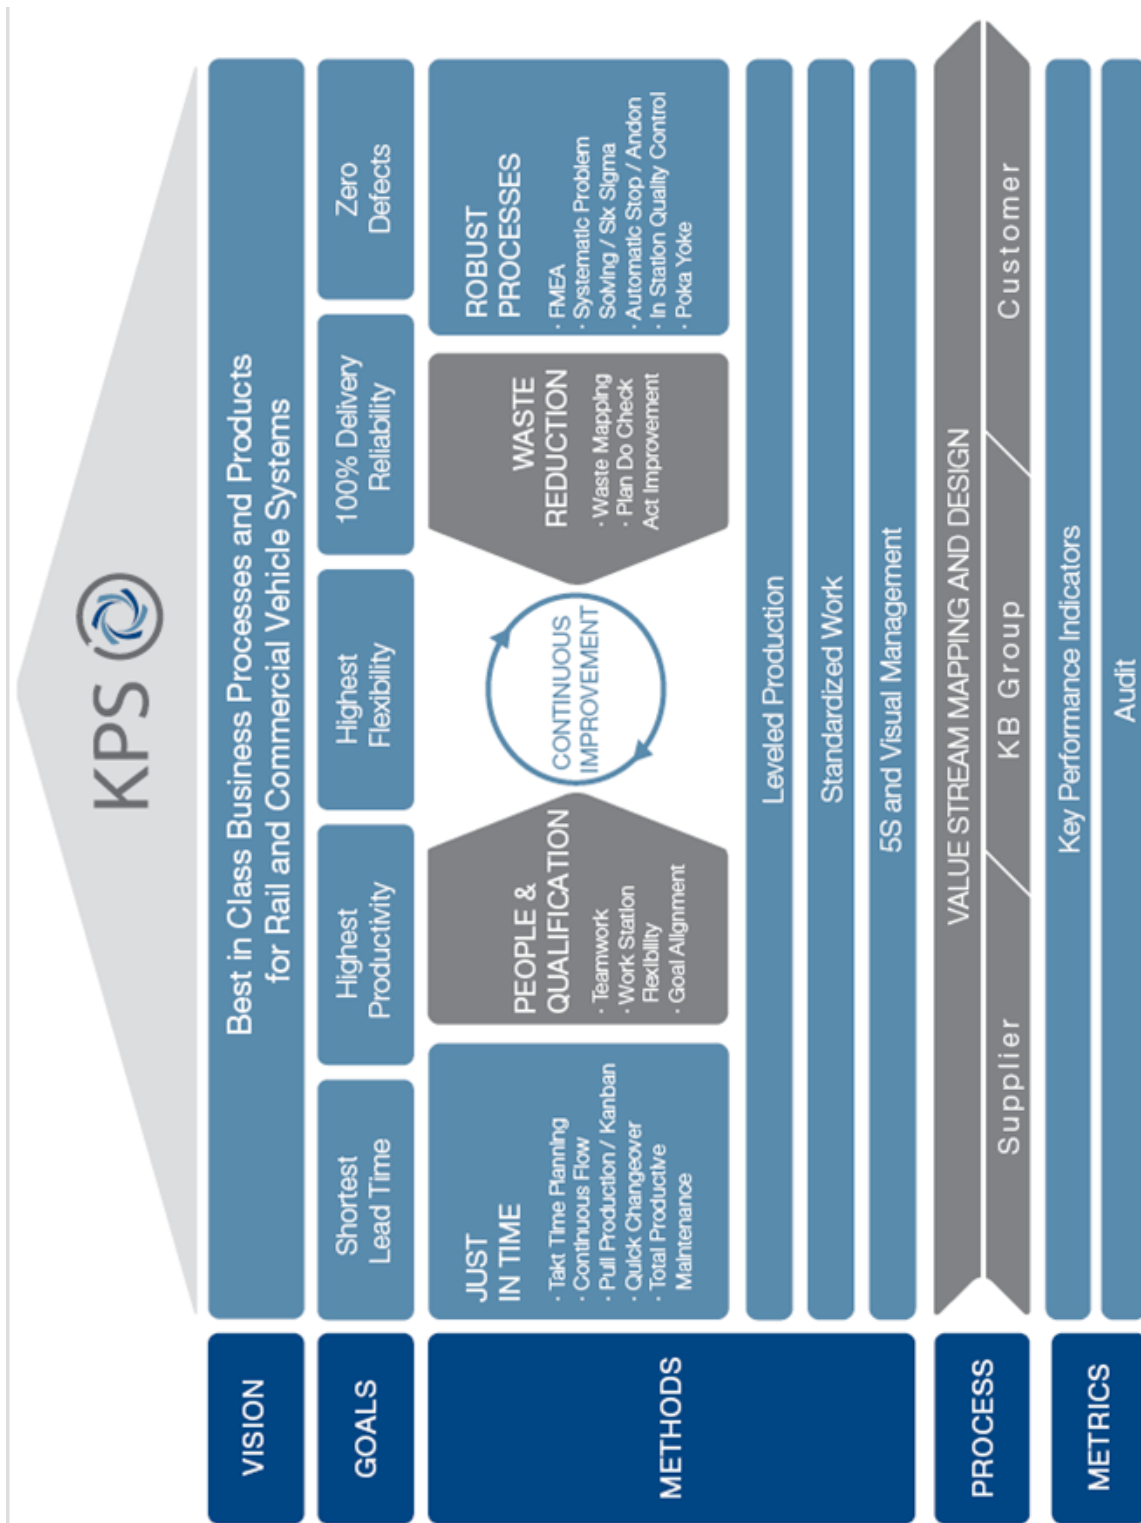 KPS
VISION
Best in Class Business Processes and Products
for Rail and Commercial Vehicle Systems
GOALS
Shortest
Lead Time
Highest
Productivity
Highest
Flexibility
100% Delivery
Reliability
Zero
Defects
METHODS
JUST
IN TIME
· Takt Time Planning
· Continuous Flow
· Pull Production / Kanban
· Quick Changeover
· Total Productive
Maintenance
PEOPLE &
QUALIFICATION
· Teamwork
· Work Station
Flexibility
· Goal Alignment
CONTINUOUS
IMPROVEMENT
WASTE
REDUCTION
· Waste Mapping
· Plan Do Check
Act Improvement
ROBUST
PROCESSES
· FMEA
· Systematic Problem
Solving / Six Sigma
· Automatic Stop / Andon
· In Station Quality Control
· Poka Yoke
Leveled Production
Standardized Work
5S and Visual Management
PROCESS
VALUE STREAM MAPPING AND DESIGN
Supplier
KB Group
Customer
METRICS
Key Performance Indicators
Audit